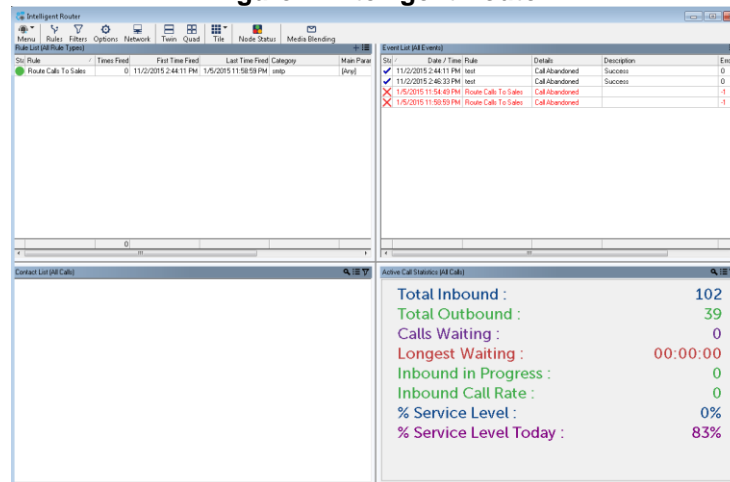 Intelligent Router
Menu Rules Filters Options Network Twin Quad Tile Node Status Media Blending
Rule List (All Rule Types)
Rule Times Fired First Time Fired Last Time Fired Category Main Parar
Route Calls To Sales 0 11/2/2015 2:44:11 PM 1/5/2015 11:58:59 PM smtp [Any]
0
Event List (All Events)
Date / Time Rule Details Description
11/2/2015 2:44:11 PM test Call Abandoned Success 0
11/2/2015 2:46:33 PM test Call Abandoned Success 0
1/5/2015 11:54:49 PM Route Calls To Sales Call Abandoned -1
1/5/2015 11:58:59 PM Route Calls To Sales Call Abandoned -1
Contact List (All Calls)
Active Call Statistics (All Calls)
Total Inbound : 102
Total Outbound : 39
Calls Waiting : 0
Longest Waiting : 00:00:00
Inbound in Progress : 0
Inbound Call Rate : 0
% Service Level : 0%
% Service Level Today : 83%